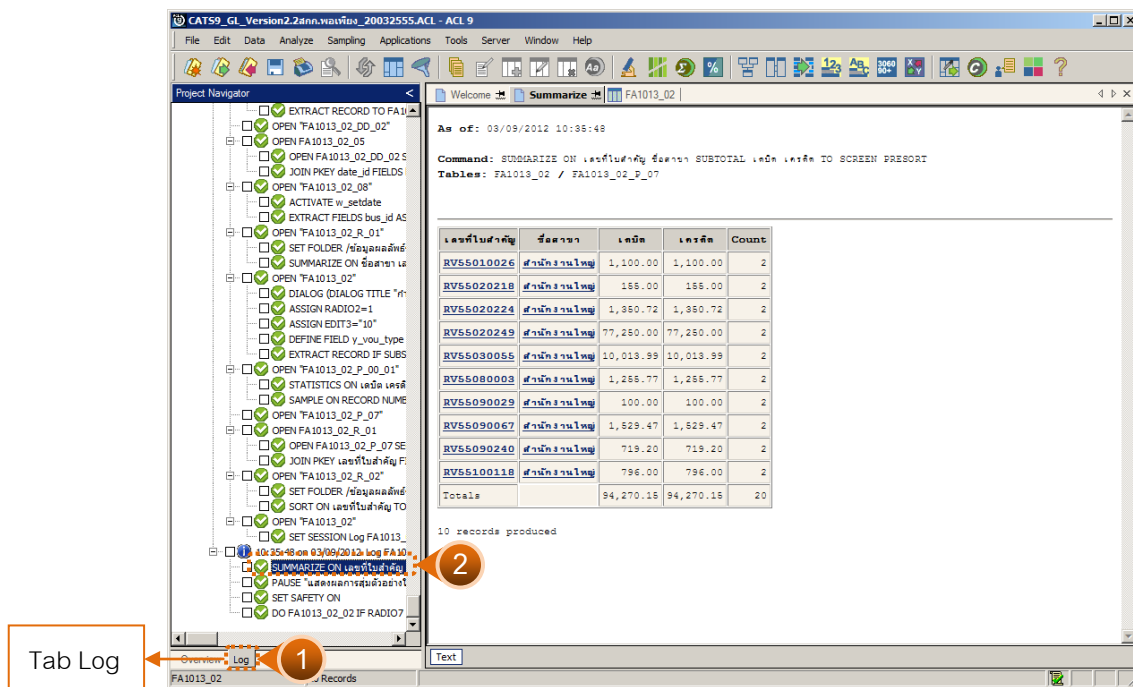 CATS9_GL_Version2.2สกก.พอเพียง_20032555.ACL - ACL 9
File Edit Data Analyze Sampling Applications Tools Server Window Help
Project Navigator
Welcome
Summarize
FA1013_02
EXTRACT RECORD TO FA1
OPEN "FA1013_02_DD_02"
OPEN FA1013_02_05
OPEN FA1013_02_DD_02 S
JOIN PKEY date_id FIELDS
OPEN "FA1013_02_08"
ACTIVATE w_setdate
EXTRACT FIELDS bus_id AS
OPEN "FA1013_02_R_01"
SET FOLDER /ข้อมูลผลลัพธ์
SUMMARIZE ON ชื่อสาขา เล
OPEN "FA1013_02"
DIALOG (DIALOG TITLE "กำ
ASSIGN RADIO2=1
ASSIGN EDIT3="10"
DEFINE FIELD y_vou_type
EXTRACT RECORD IF SUBS
OPEN "FA1013_02_P_00_01"
STATISTICS ON เดบิต เครดิ
SAMPLE ON RECORD NUME
OPEN "FA1013_02_P_07"
OPEN FA1013_02_R_01
OPEN FA1013_02_P_07 SE
JOIN PKEY เลขที่ใบสำคัญ F
OPEN "FA1013_02_R_02"
SET FOLDER /ข้อมูลผลลัพธ์
SORT ON เลขที่ใบสำคัญ TO
OPEN "FA1013_02"
SET SESSION Log FA1013_
10:35:48 on 03/09/2012 Log FA10
SUMMARIZE ON เลขที่ใบสำคัญ
PAUSE "แสดงผลการสุ่มตัวอย่างใ
SET SAFETY ON
DO FA1013_02_02 IF RADIO7
2
As of: 03/09/2012 10:35:48
Command: SUMMARIZE ON เลขที่ใบสำคัญ ชื่อสาขา SUBTOTAL เดบิต เครดิต TO SCREEN PRESORT
Tables: FA1013_02 / FA1013_02_P_07
เลขที่ใบสำคัญ ชื่อสาขา เดบิต เครดิต Count
RV55010026 สำนักงานใหญ่ 1,100.00 1,100.00 2
RV55020218 สำนักงานใหญ่ 155.00 155.00 2
RV55020224 สำนักงานใหญ่ 1,350.72 1,350.72 2
RV55020249 สำนักงานใหญ่ 77,250.00 77,250.00 2
RV55030055 สำนักงานใหญ่ 10,013.99 10,013.99 2
RV55080003 สำนักงานใหญ่ 1,255.77 1,255.77 2
RV55090029 สำนักงานใหญ่ 100.00 100.00 2
RV55090067 สำนักงานใหญ่ 1,529.47 1,529.47 2
RV55090240 สำนักงานใหญ่ 719.20 719.20 2
RV55100118 สำนักงานใหญ่ 796.00 796.00 2
Totals 94,270.15 94,270.15 20
10 records produced
Tab Log
Overview Log
1
Text
FA1013_02
Records